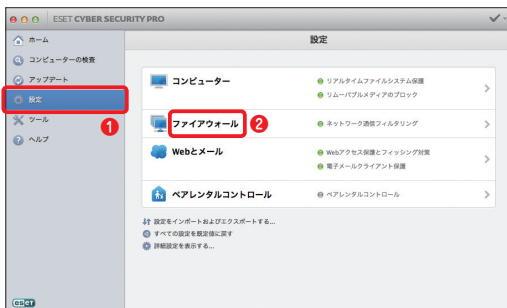 ESET CYBER SECURITY PRO
ホーム
コンピューターの検査
アップデート
設定
ツール
ヘルプ
1
設定
コンピューター
リアルタイムファイルシステム保護
リムーバブルメディアのブロック
ファイアウォール
2
ネットワーク通信フィルタリング
Webとメール
Webアクセス保護とフィッシング対策
電子メールクライアント保護
ペアレンタルコントロール
ペアレンタルコントロール
設定をインポートおよびエクスポートする...
すべての設定を既定値に戻す
詳細設定を表示する...
eset